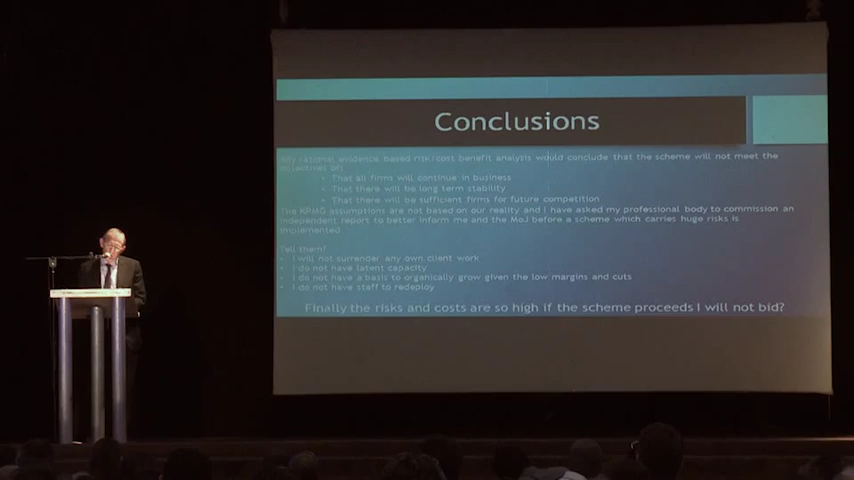 Conclusions
Any rational evidence based risk/cost benefit analysis would conclude that the scheme will not meet the
objectives of:
• That all firms will continue in business
• That there will be long term stability
• That there will be sufficient firms for future competition
The KPMG assumptions are not based on our reality and I have asked my professional body to commission an
independent report to better inform me and the MoJ before a scheme which carries huge risks is
implemented
Tell them?
• I will not surrender any own client work
• I do not have latent capacity
• I do not have a basis to organically grow given the low margins and cuts
• I do not have staff to redeploy
Finally the risks and costs are so high if the scheme proceeds I will not bid?